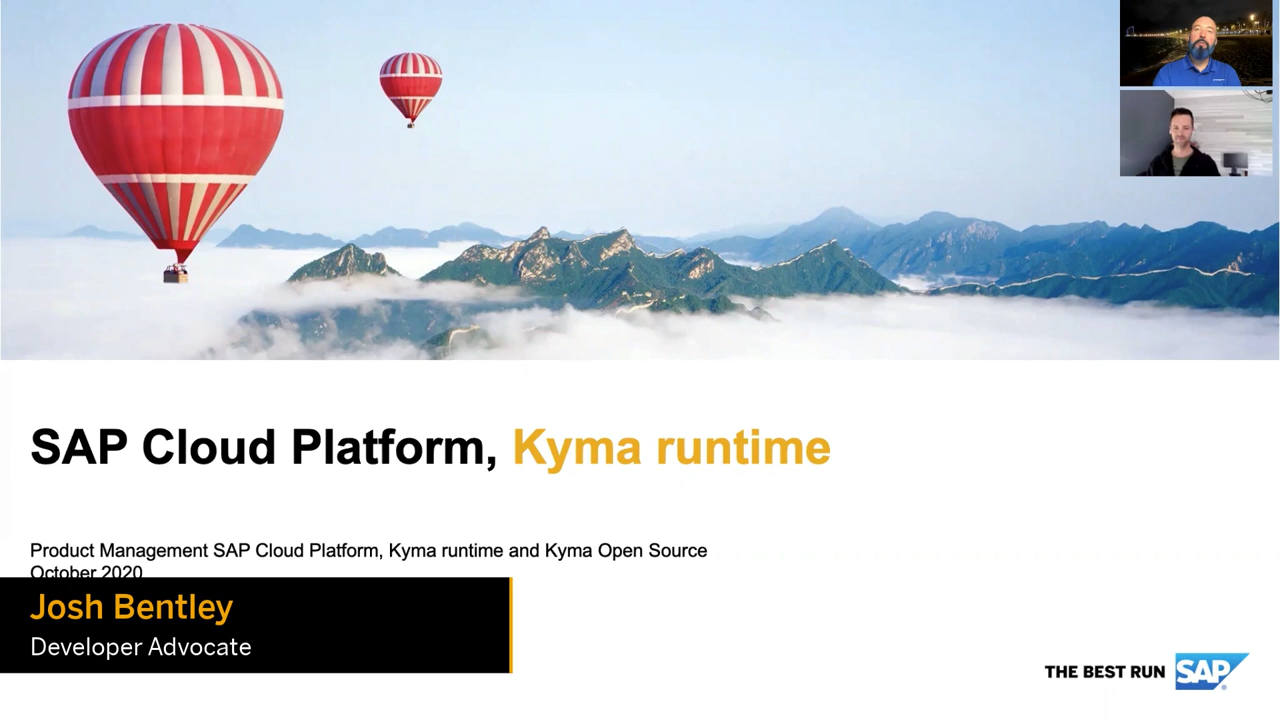 SAP Cloud Platform, Kyma runtime
Product Management SAP Cloud Platform, Kyma runtime and Kyma Open Source
October 2020
Josh Bentley
Developer Advocate
THE BEST RUN SAP